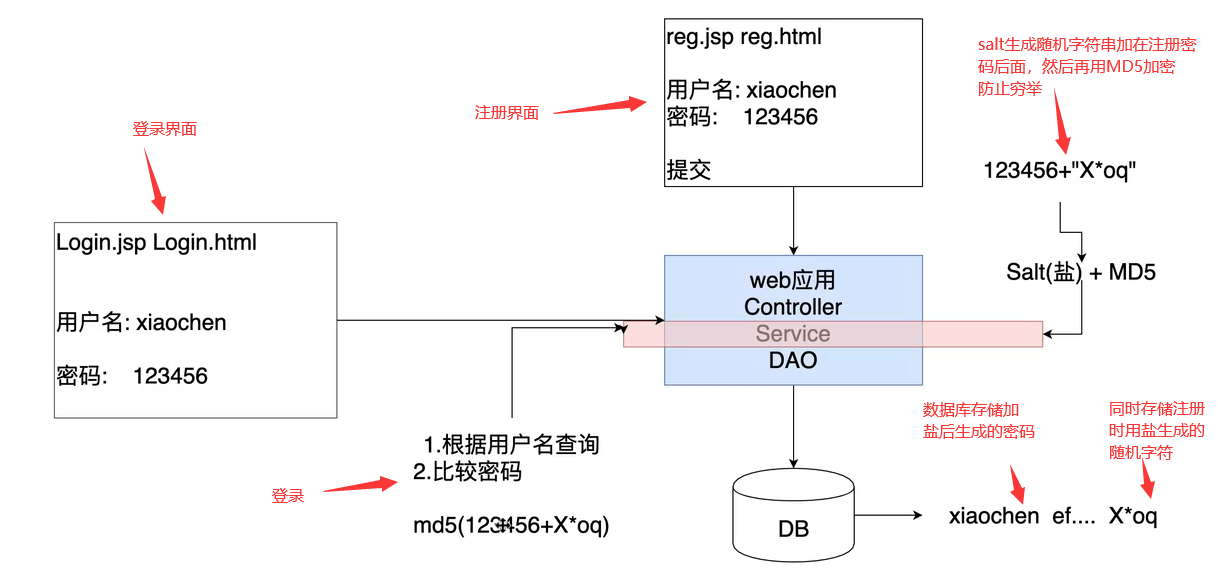 reg.jsp reg.html
用户名: xiaochen
密码: 123456
提交
注册界面
salt生成随机字符串加在注册密
码后面，然后再用MD5加密
防止穷举
123456+"X*oq"
Salt(盐) + MD5
登录界面
Login.jsp Login.html
用户名: xiaochen
密码: 123456
web应用
Controller
Service
DAO
1.根据用户名查询
2.比较密码
md5(123456+X*oq)
登录
DB
数据库存储加
盐后生成的密码
同时存储注册
时用盐生成的
随机字符
xiaochen ef.... X*oq